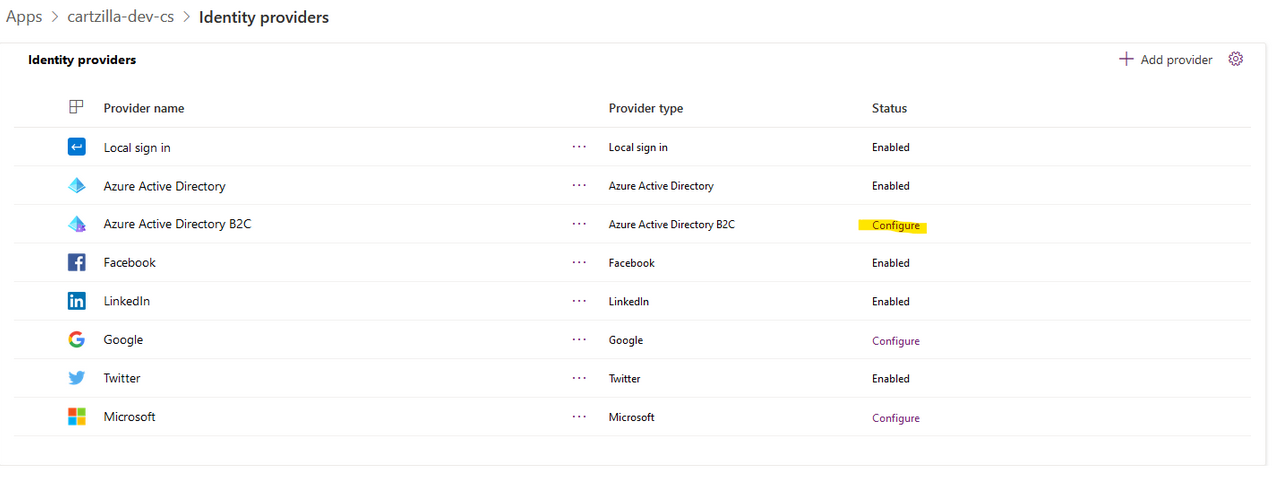 Apps > cartzilla-dev-cs > Identity providers
Identity providers + Add provider
Provider name Provider type Status
Local sign in ... Local sign in Enabled
Azure Active Directory ... Azure Active Directory Enabled
Azure Active Directory B2C ... Azure Active Directory B2C Configure
Facebook ... Facebook Enabled
LinkedIn ... LinkedIn Enabled
Google ... Google Configure
Twitter ... Twitter Enabled
Microsoft ... Microsoft Configure